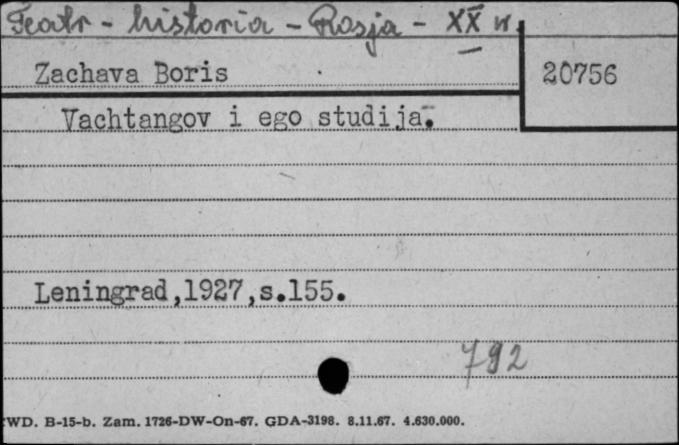 Teatr - historia - Rosja - XX w.
Zachava Boris
20756
Vachtangov i ego studija.
Leningrad,1927,s.155.
792
WD. B-15-b. Zam. 1726-DW-On-67. GDA-3198. 8.11.67. 4.630.000.